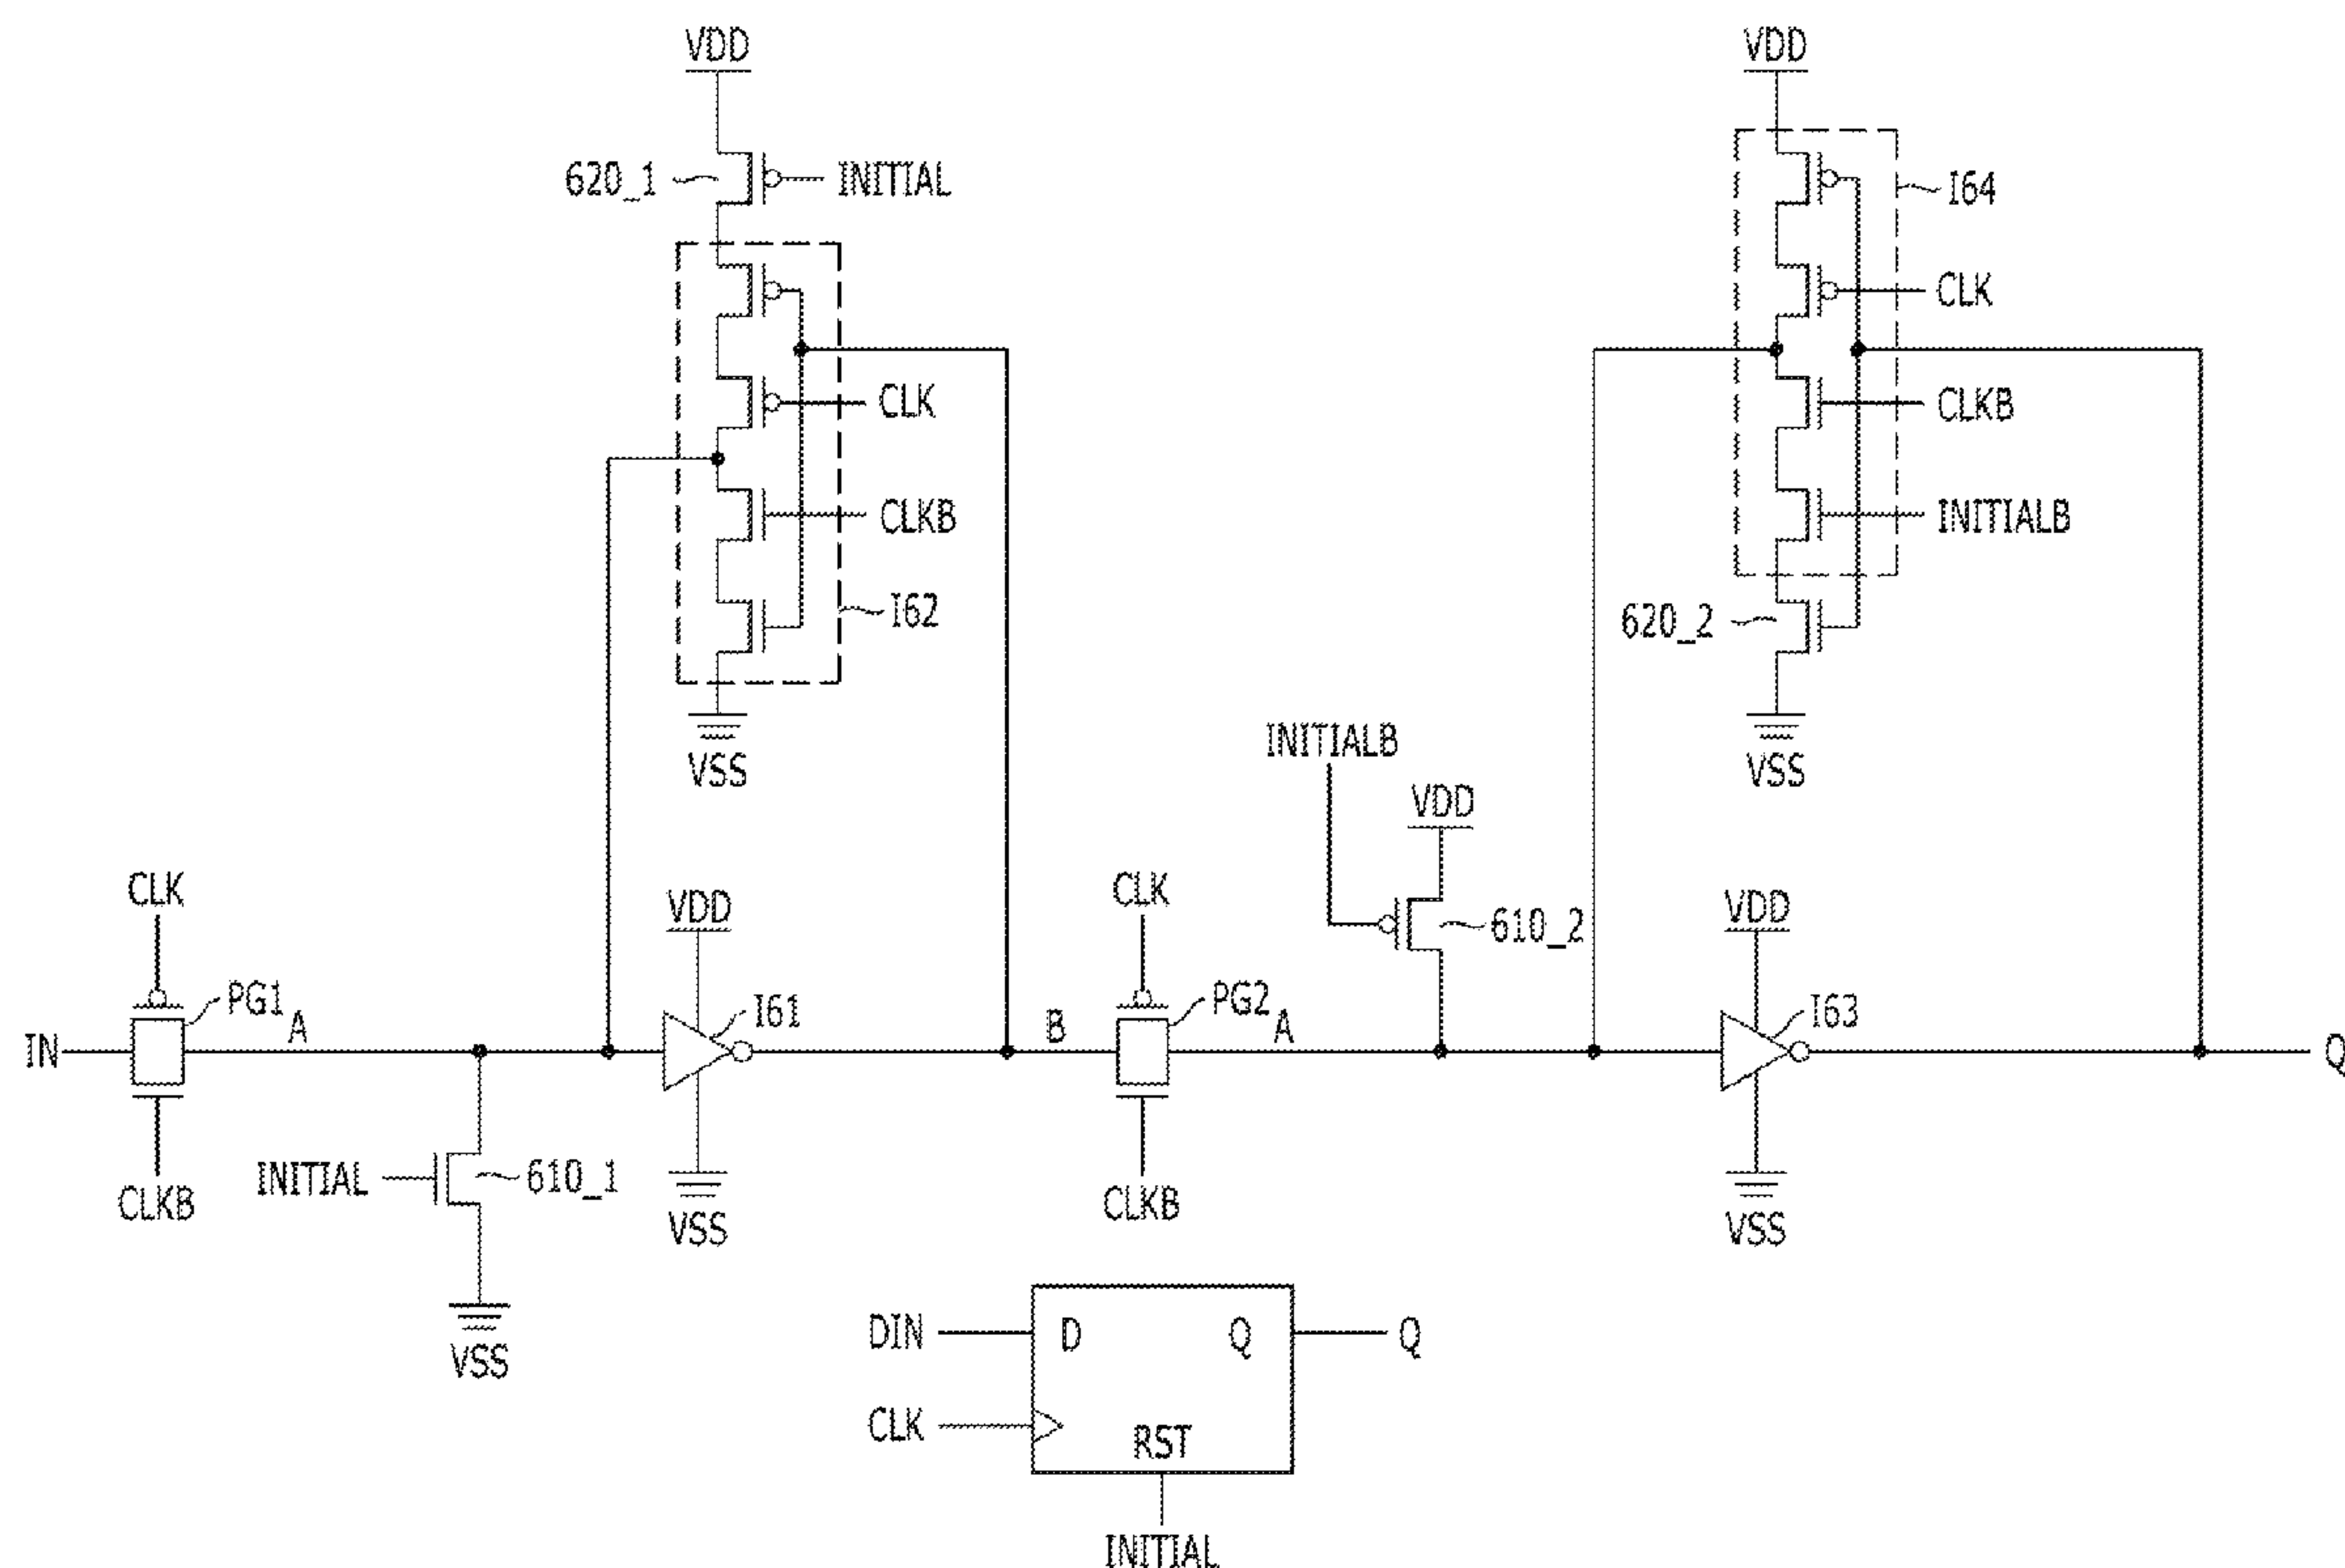 VDD
VDD
620_1
INITIAL
I64
CLK
CLK
CLKB
CLKB
INITIALB
I62
620_2
INITIALB
VSS
VSS
VDD
CLK
CLK
VDD
VDD
610_2
PG1
A
I61
B
PG2
A
I63
IN
Q
INITIAL
610_1
CLKB
CLKB
VSS
VSS
DIN
D
Q
Q
VSS
CLK
RST
INITIAL